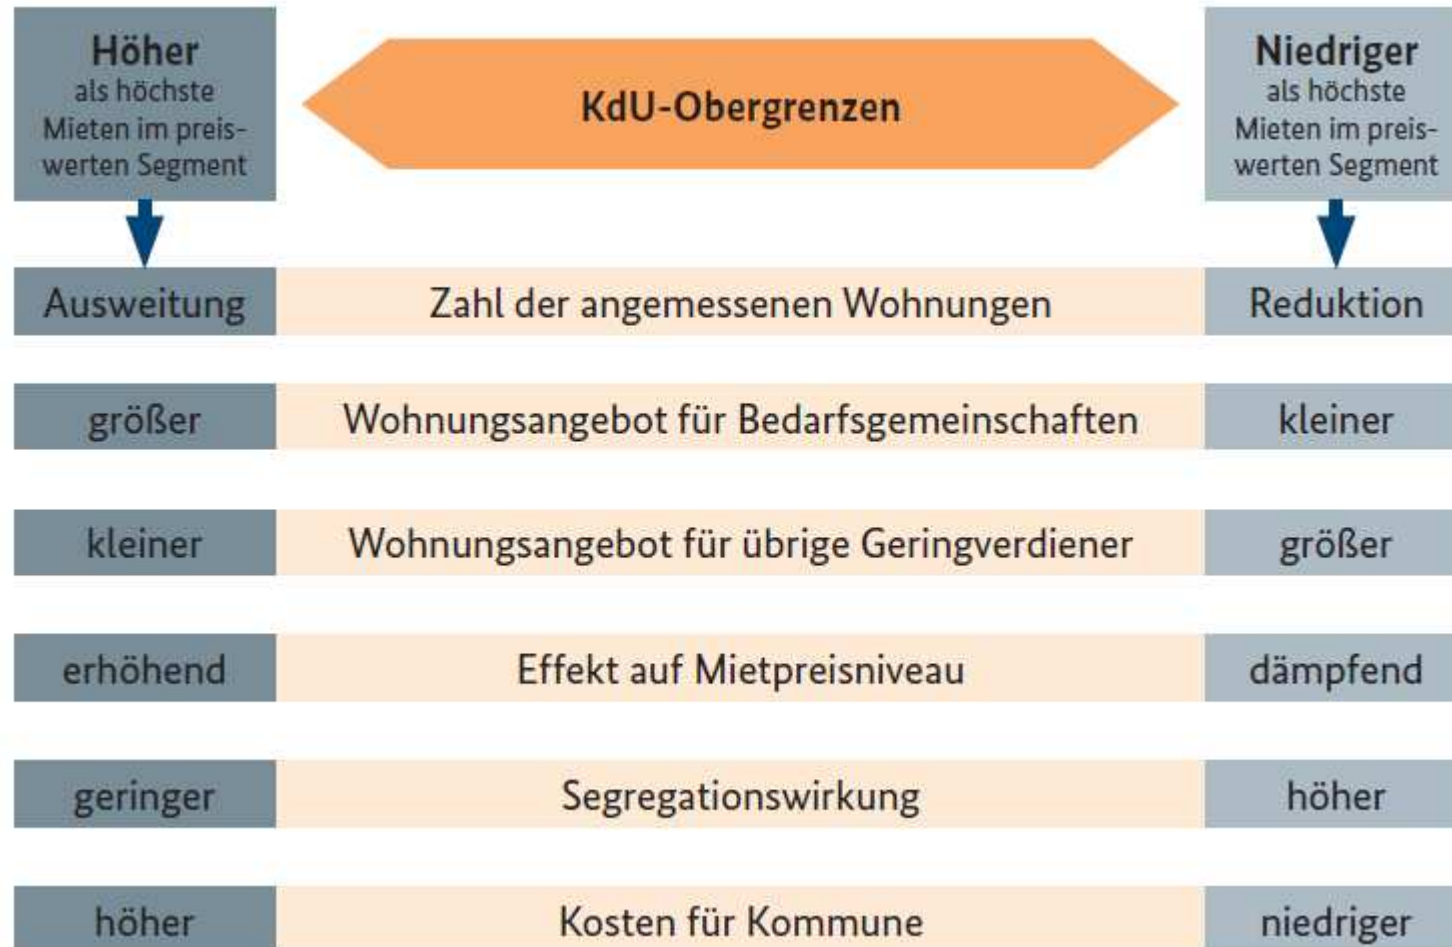 Höher
als höchste
Mieten im preis-
werten Segment
KdU-Obergrenzen
Niedriger
als höchste
Mieten im preis-
werten Segment
Ausweitung Zahl der angemessenen Wohnungen Reduktion
größer Wohnungsangebot für Bedarfsgemeinschaften kleiner
kleiner Wohnungsangebot für übrige Geringverdiener größer
erhöhend Effekt auf Mietpreisniveau dämpfend
geringer Segregationswirkung höher
höher Kosten für Kommune niedriger